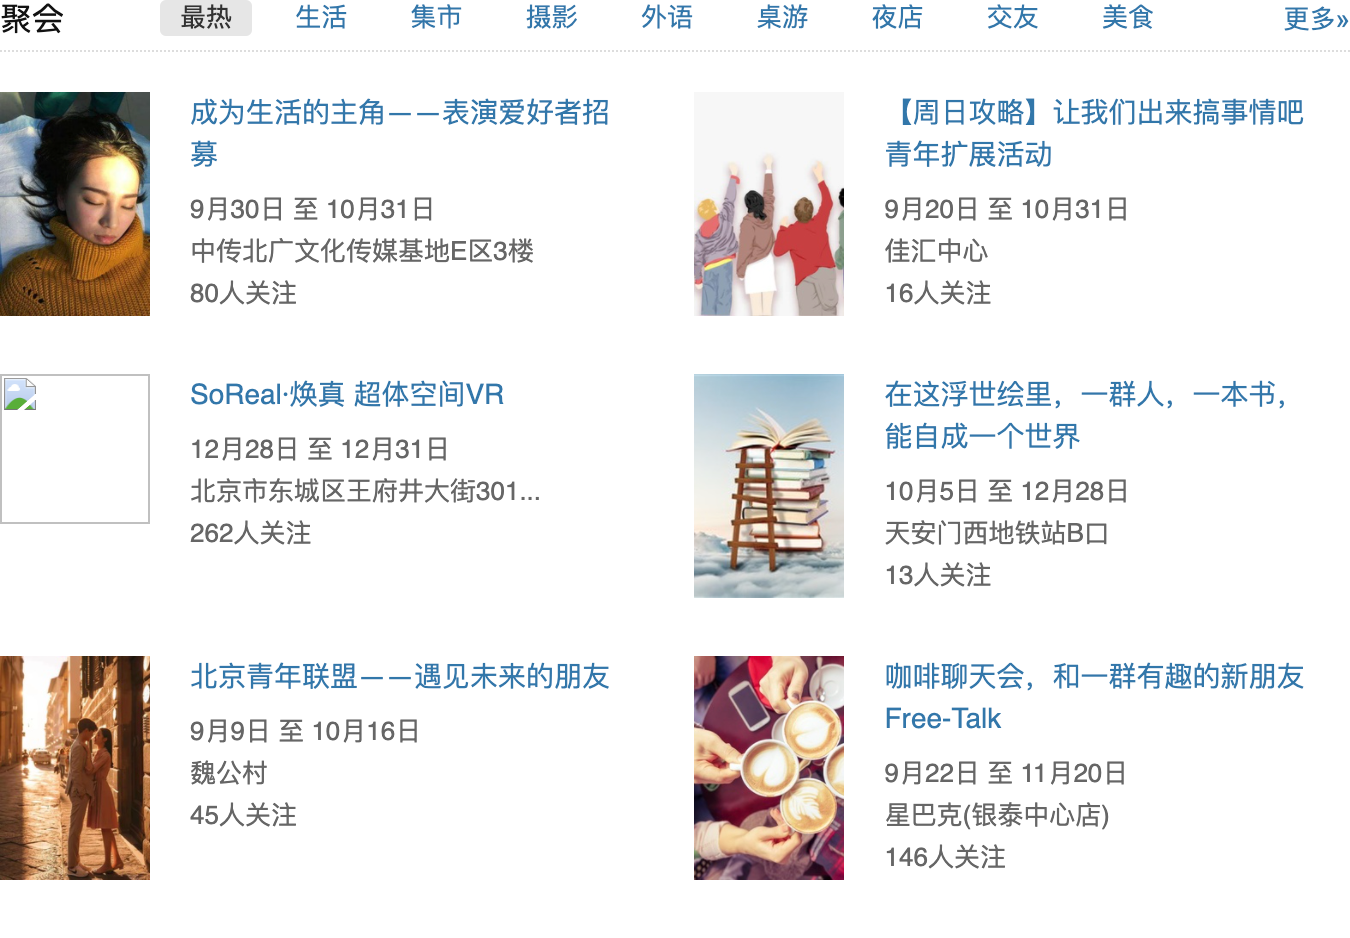 聚会 最热 生活 集市 摄影 外语 桌游 夜店 交友 美食 更多»
成为生活的主角——表演爱好者招
募
9月30日 至 10月31日
中传北广文化传媒基地E区3楼
80人关注
【周日攻略】让我们出来搞事情吧
青年扩展活动
9月20日 至 10月31日
佳汇中心
16人关注
SoReal·焕真 超体空间VR
12月28日 至 12月31日
北京市东城区王府井大街301...
262人关注
在这浮世绘里，一群人，一本书，
能自成一个世界
10月5日 至 12月28日
天安门西地铁站B口
13人关注
北京青年联盟——遇见未来的朋友
9月9日 至 10月16日
魏公村
45人关注
咖啡聊天会，和一群有趣的新朋友
Free-Talk
9月22日 至 11月20日
星巴克(银泰中心店)
146人关注